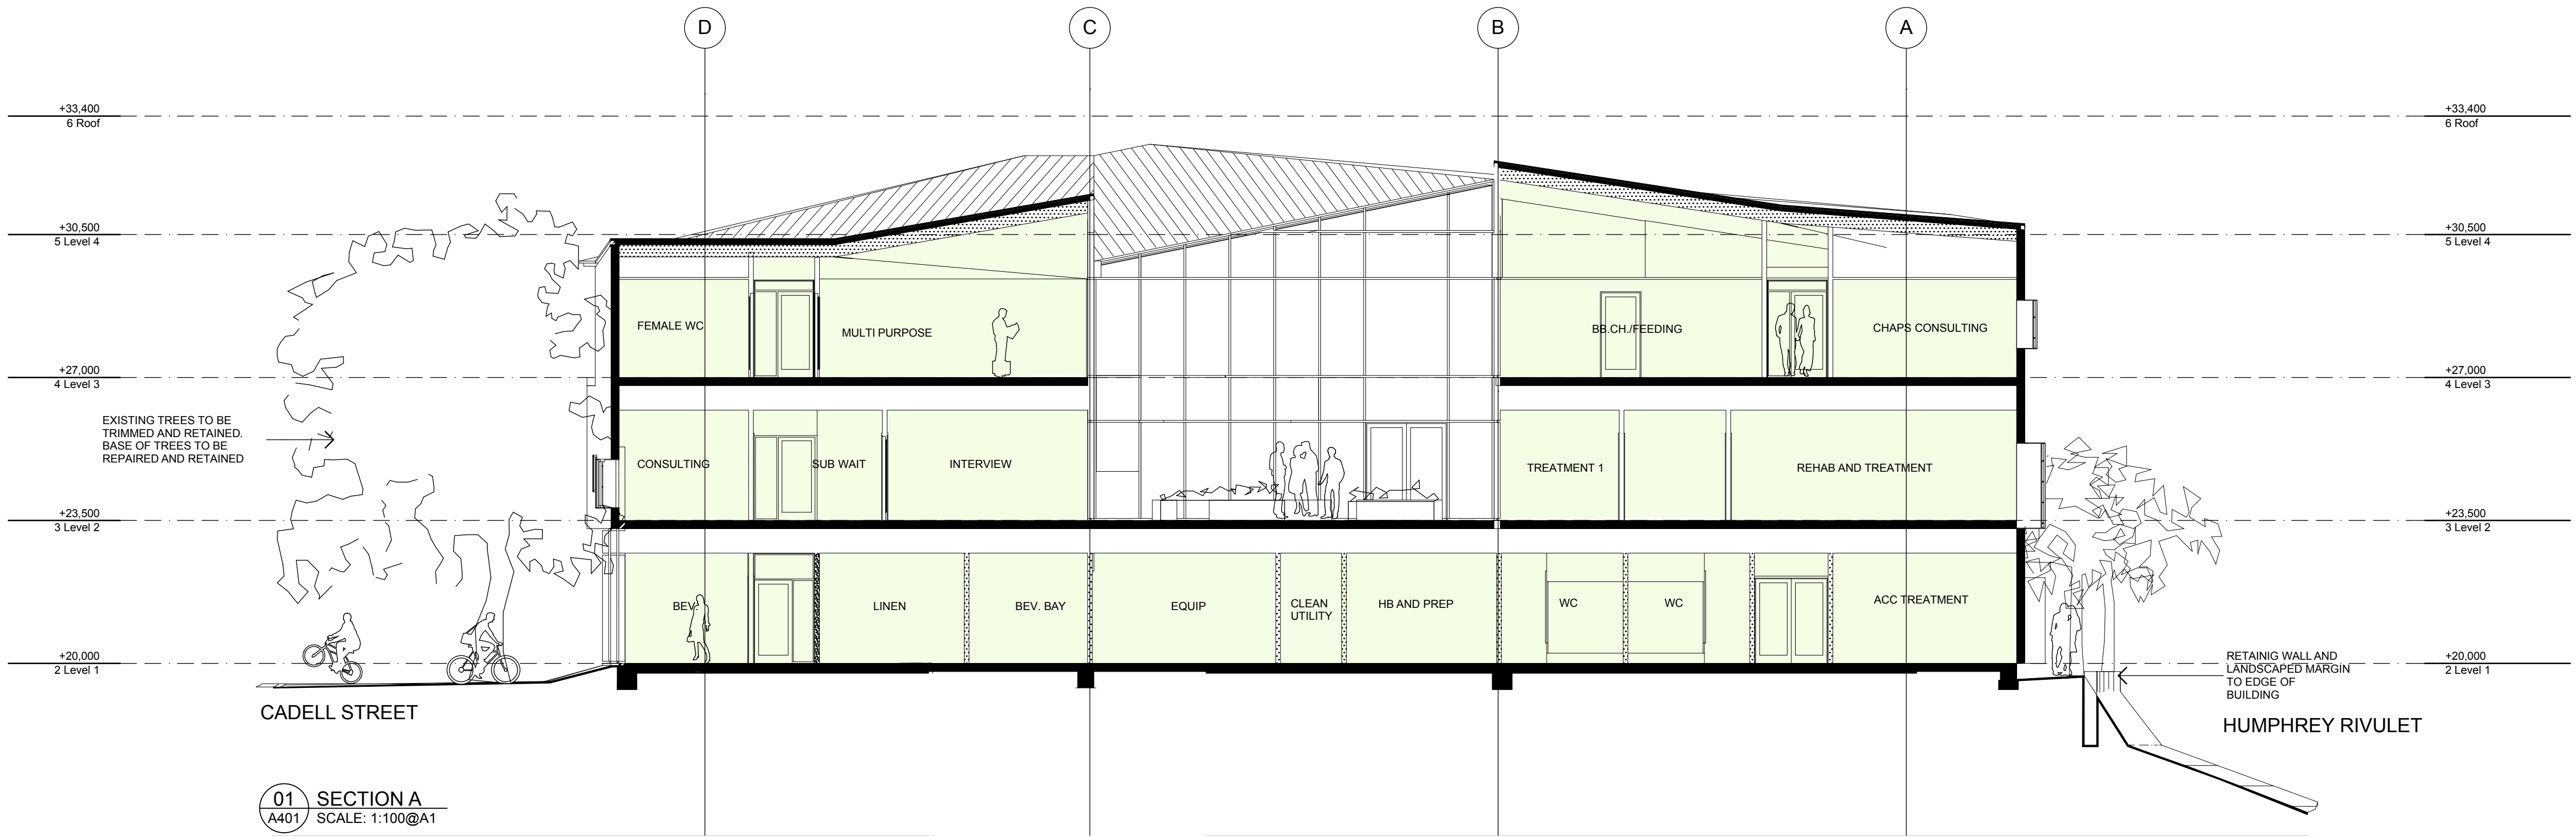 D
C
B
A
+33,400
6 Roof
+33,400
6 Roof
+30,500
5 Level 4
+30,500
5 Level 4
FEMALE WC
MULTI PURPOSE
BB.CH./FEEDING
CHAPS CONSULTING
+27,000
4 Level 3
+27,000
4 Level 3
EXISTING TREES TO BE
TRIMMED AND RETAINED.
BASE OF TREES TO BE
REPAIRED AND RETAINED
CONSULTING
SUB WAIT
INTERVIEW
TREATMENT 1
REHAB AND TREATMENT
+23,500
3 Level 2
+23,500
3 Level 2
BEV.
LINEN
BEV. BAY
EQUIP
CLEAN
UTILITY
HB AND PREP
WC
WC
ACC TREATMENT
+20,000
2 Level 1
+20,000
2 Level 1
RETAINIG WALL AND
LANDSCAPED MARGIN
TO EDGE OF
BUILDING
CADELL STREET
HUMPHREY RIVULET
01
A401
SECTION A
SCALE: 1:100@A1